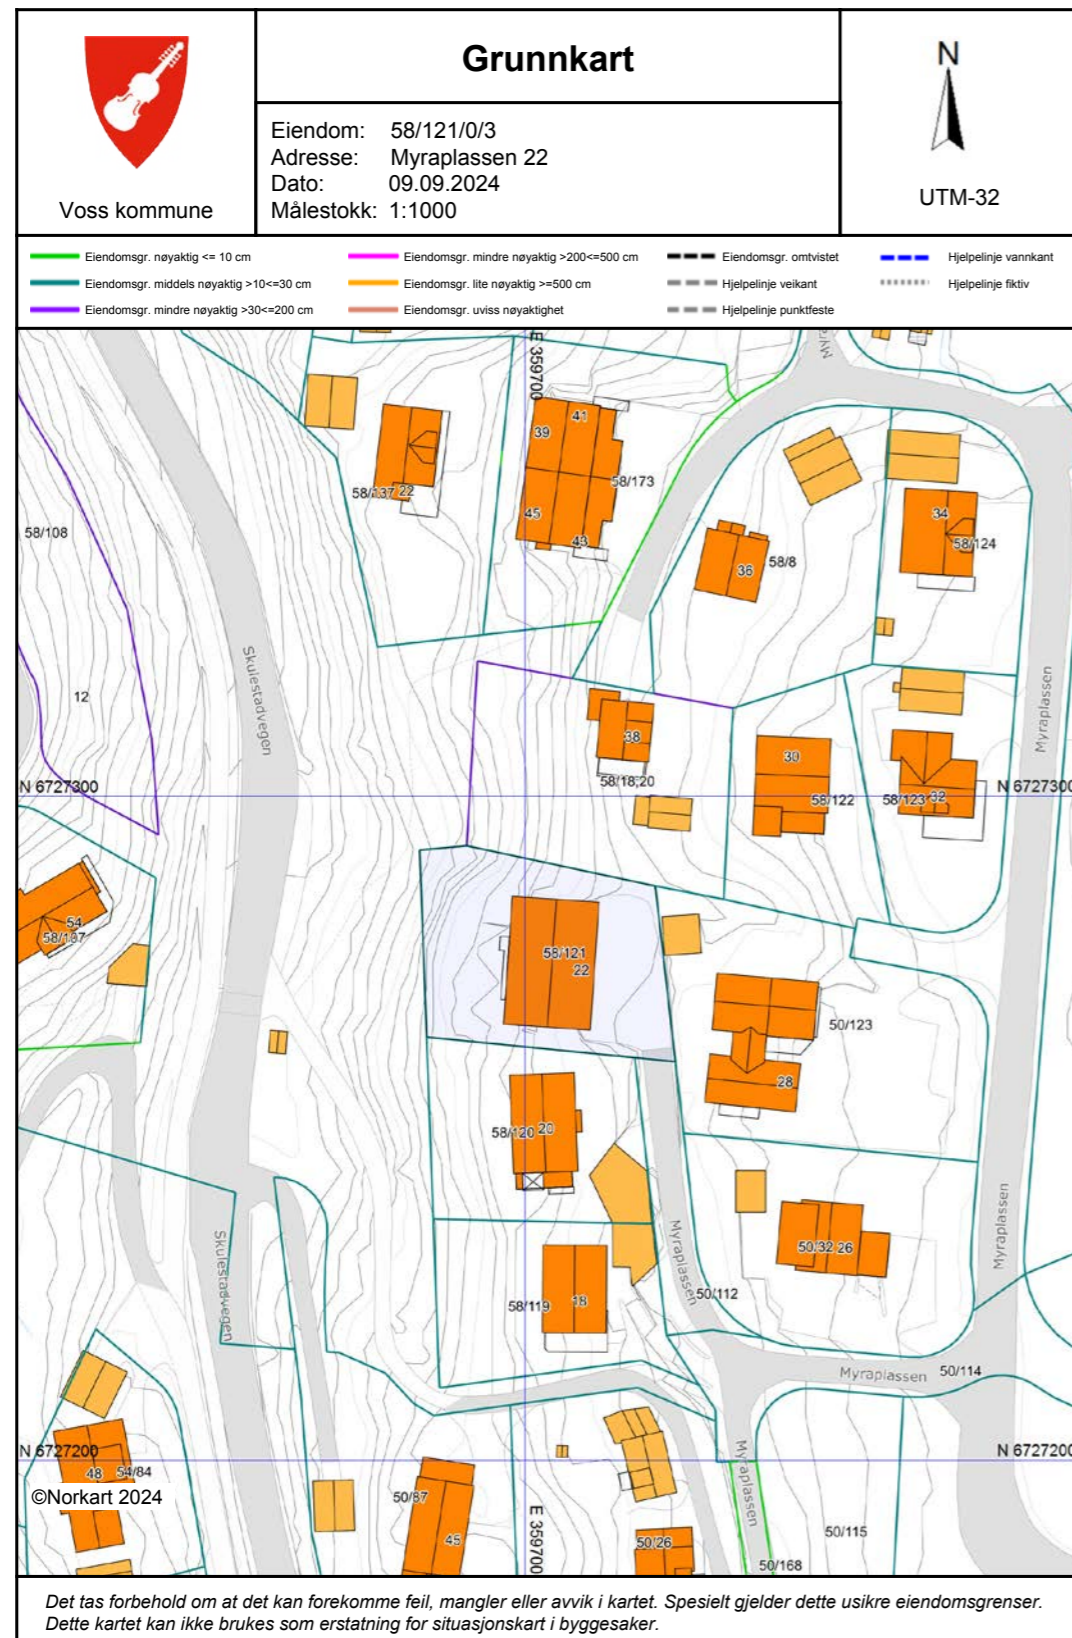 Grunnkart
Eiendom: 58/121/0/3
Adresse: Myraplassen 22
Dato: 09.09.2024
Målestokk: 1:1000
Voss kommune
N
UTM-32
Eiendomsgr. nøyaktig <= 10 cm
Eiendomsgr. middels nøyaktig >10<=30 cm
Eiendomsgr. mindre nøyaktig >30<=200 cm
Eiendomsgr. mindre nøyaktig >200<=500 cm
Eiendomsgr. lite nøyaktig >=500 cm
Eiendomsgr. uviss nøyaktighet
Eiendomsgr. omtvistet
Hjelpelinje veikant
Hjelpelinje punktfeste
Hjelpelinje vannkant
Hjelpelinje fiktiv
E 359700
41
39
58/173
45
43
58/137 22
58/108
34
58/124
36
58/8
Skulestadvegen
12
Myraplassen
38
58/18,20
30
58/122
58/123 32
N 6727300
N 6727300
54
58/121
22
50/123
28
58/120 20
Myraplassen
50/32 26
Myraplassen
50/112
58/119
18
Skulestadvegen
Myraplassen 50/114
N 6727200
N 6727200
48 54/84
©Norkart 2024
50/87
45
E 359700
50/26
Myraplassen
50/115
50/168
Det tas forbehold om at det kan forekomme feil, mangler eller avvik i kartet. Spesielt gjelder dette usikre eiendomsgrenser.
Dette kartet kan ikke brukes som erstatning for situasjonskart i byggesaker.